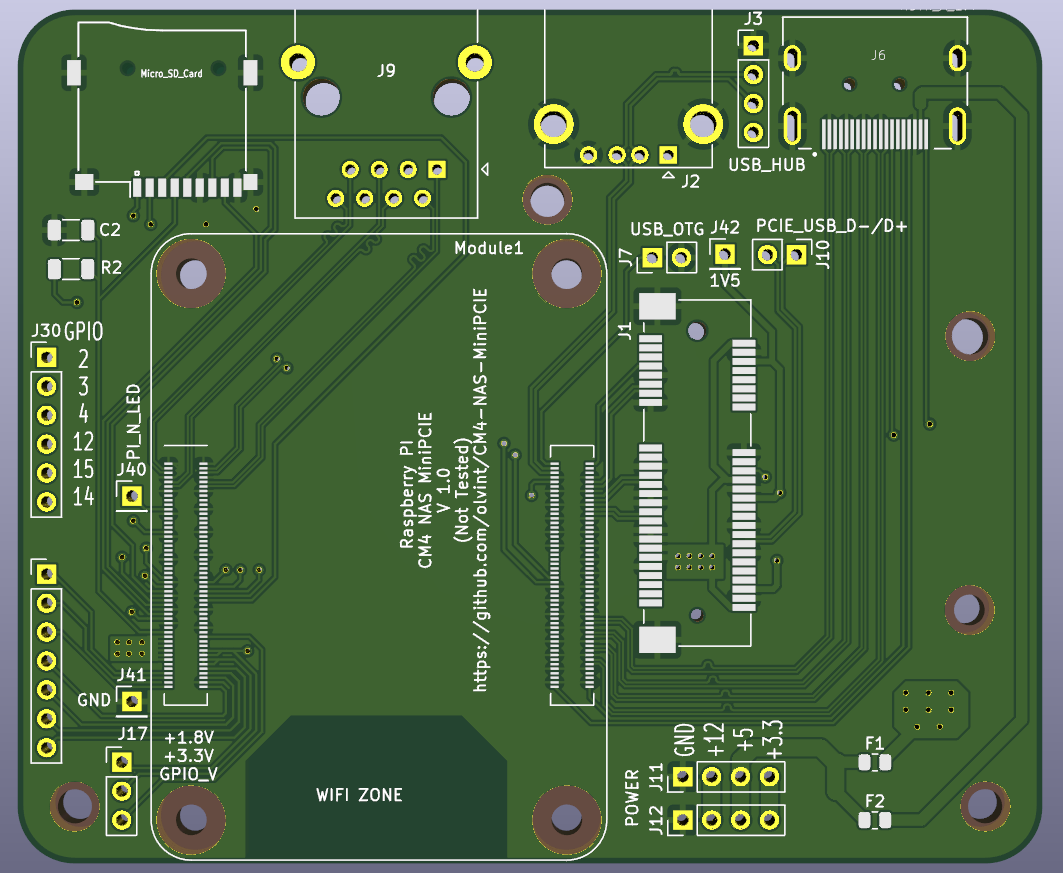 J3
J9
J6
Micro_SD_Card
USB_HUB
J2
C2
USB_OTG
J42
PCIE_USB_D-/D+
Module1
J7
J10
R2
1V5
J30
GPIO
J1
2
3
4
12
15
14
PI_N_LED
J40
Raspberry PI
CM4 NAS MiniPCIE
V 1.0
(Not Tested)
https://github.com/olvint/CM4-NAS-MiniPCIE
J41
GND
J17
+1.8V
+3.3V
GPIO_V
WIFI ZONE
GND
+12
+5
+3.3
POWER
J11
J12
F1
F2